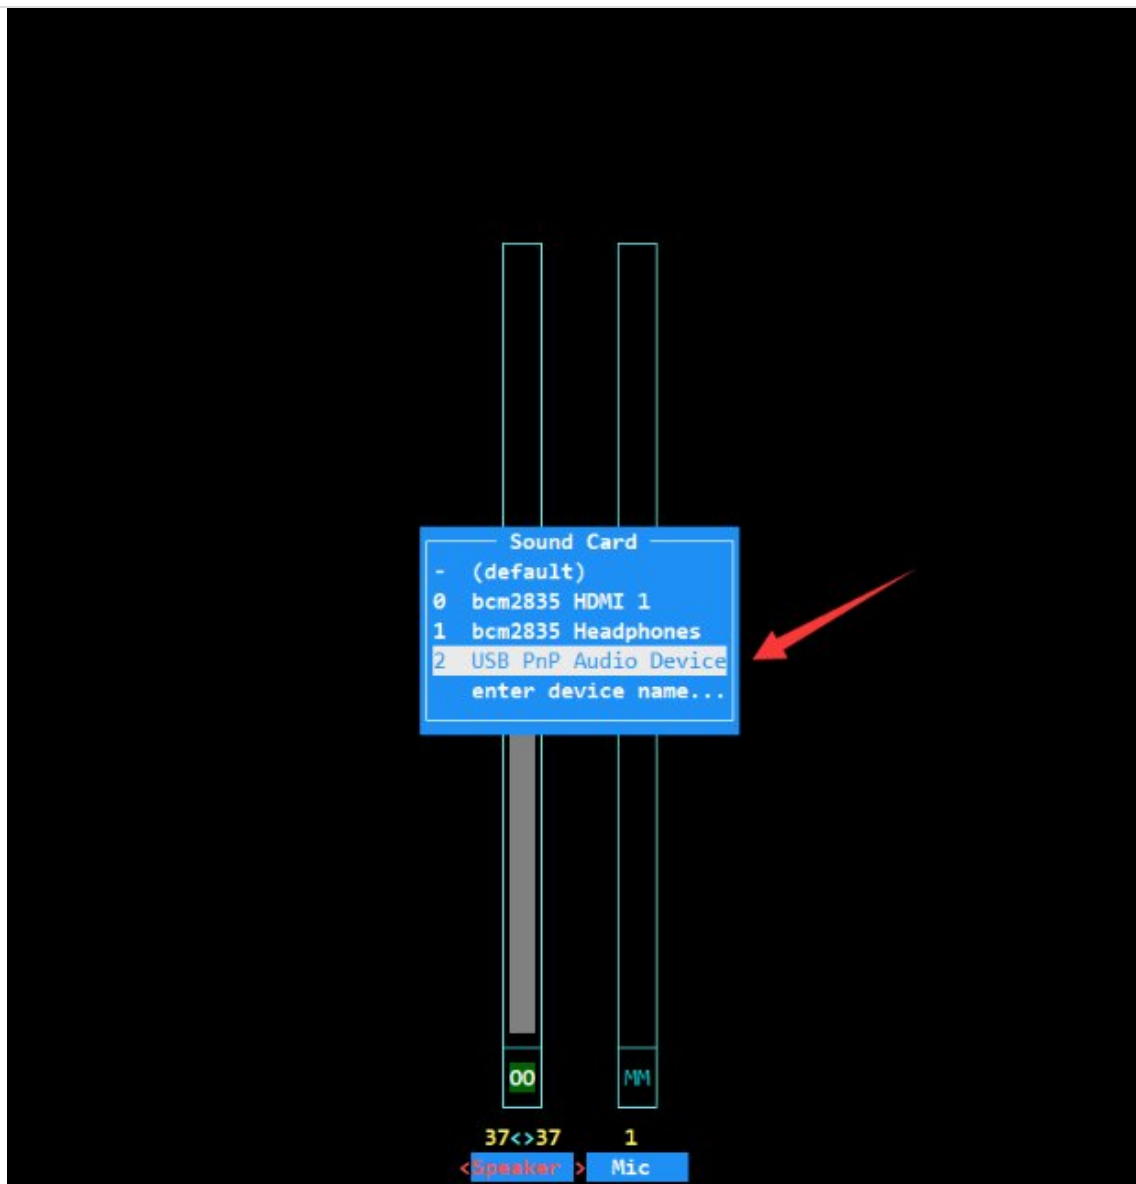 Sound Card
- (default)
0 bcm2835 HDMI 1
1 bcm2835 Headphones
2 USB PnP Audio Device
enter device name...
OO MM
37<>37 1
<Speaker > Mic